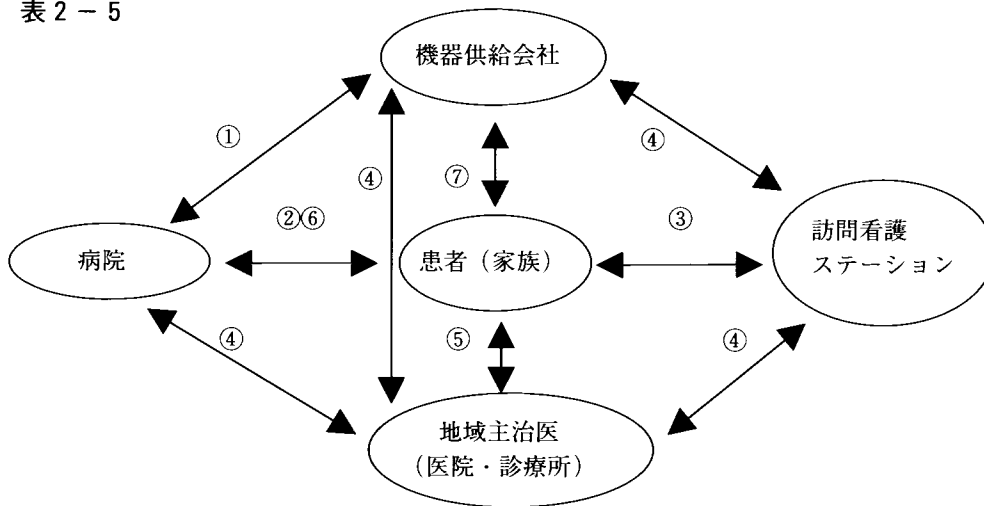 表2－5
機器供給会社
①
④
④
⑦
②⑥
③
病院
患者（家族）
訪問看護
ステーション
④
⑤
④
地域主治医
（医院・診療所）